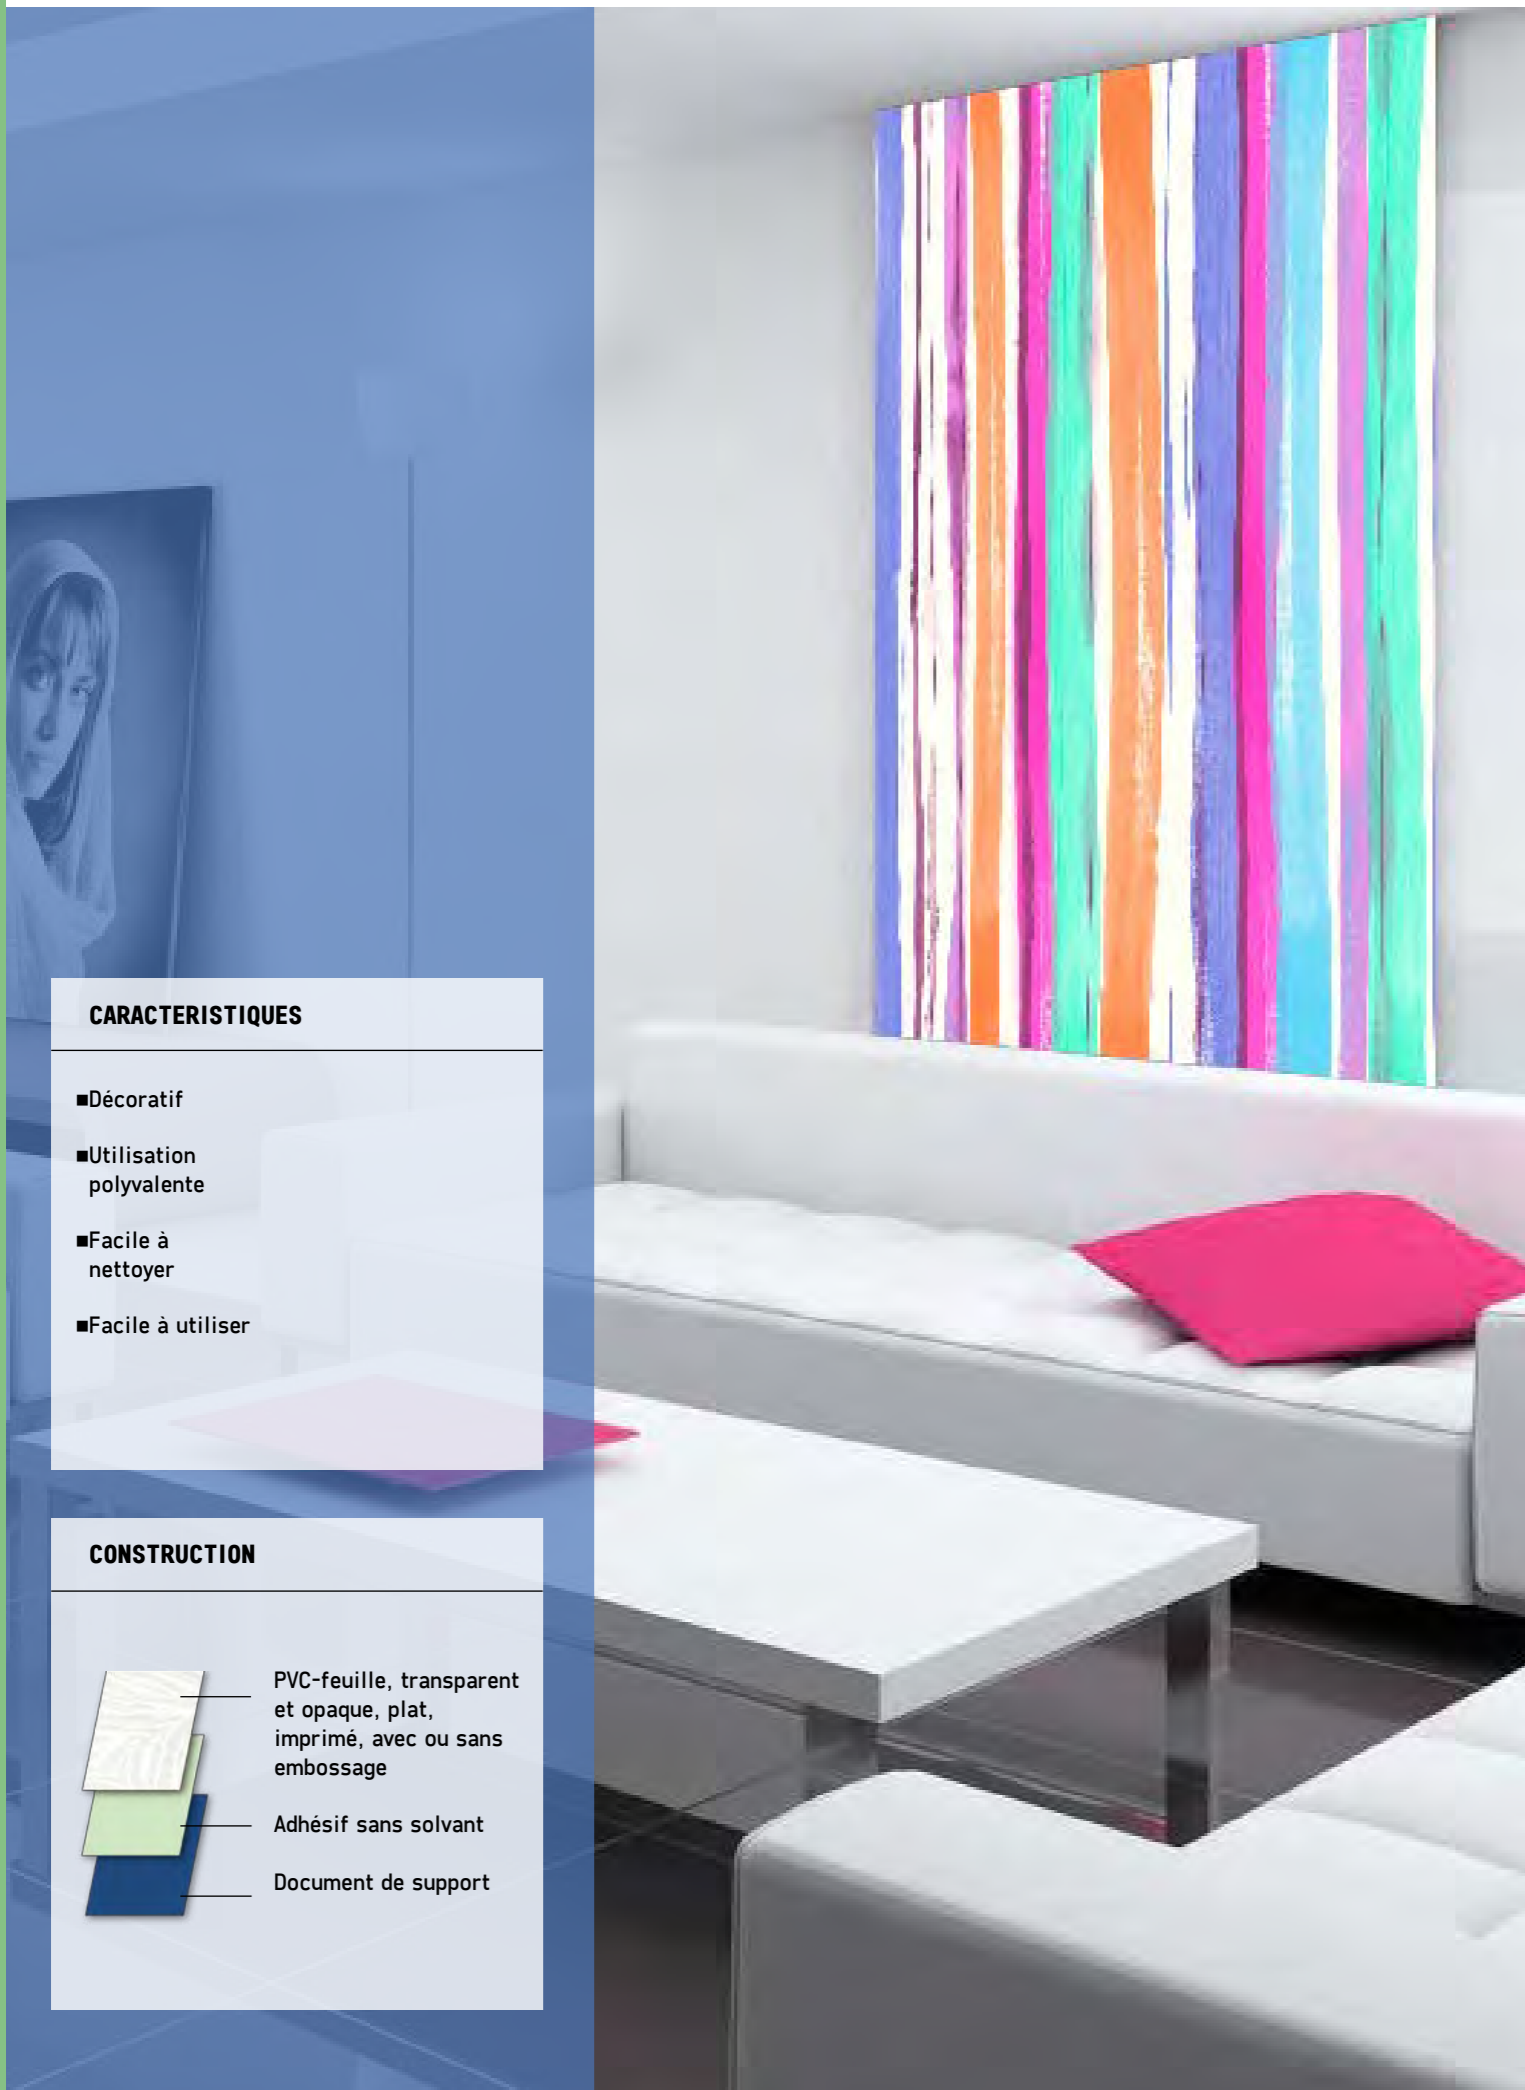 CARACTERISTIQUES
■Décoratif
■Utilisation
polyvalente
■Facile à
nettoyer
■Facile à utiliser
CONSTRUCTION
PVC-feuille, transparent
et opaque, plat,
imprimé, avec ou sans
embossage
Adhésif sans solvant
Document de support